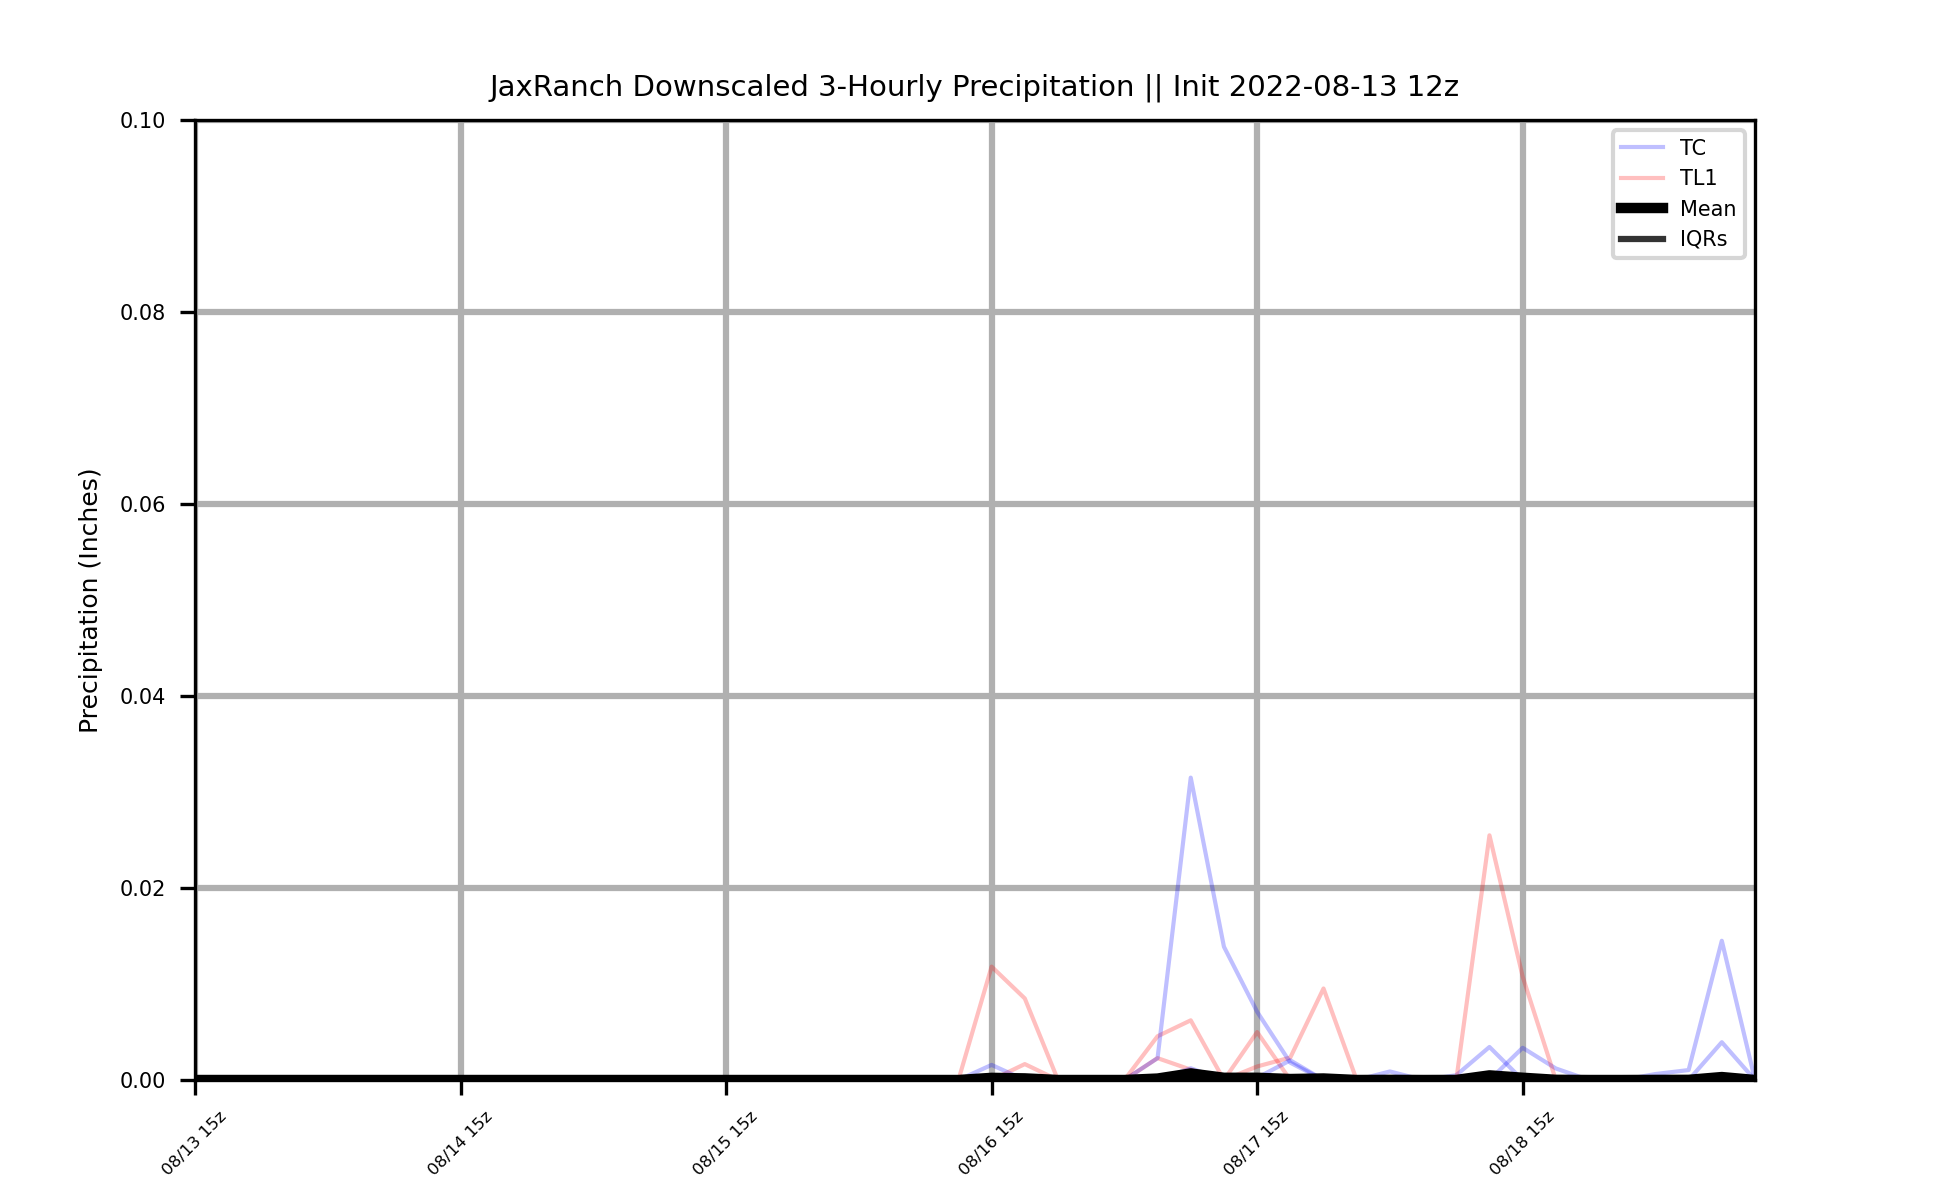 JaxRanch Downscaled 3-Hourly Precipitation || Init 2022-08-13 12z
TC
TL1
Mean
IQRs
Precipitation (Inches)
0.10
0.08
0.06
0.04
0.02
0.00
08/13 15z
08/14 15z
08/15 15z
08/16 15z
08/17 15z
08/18 15z